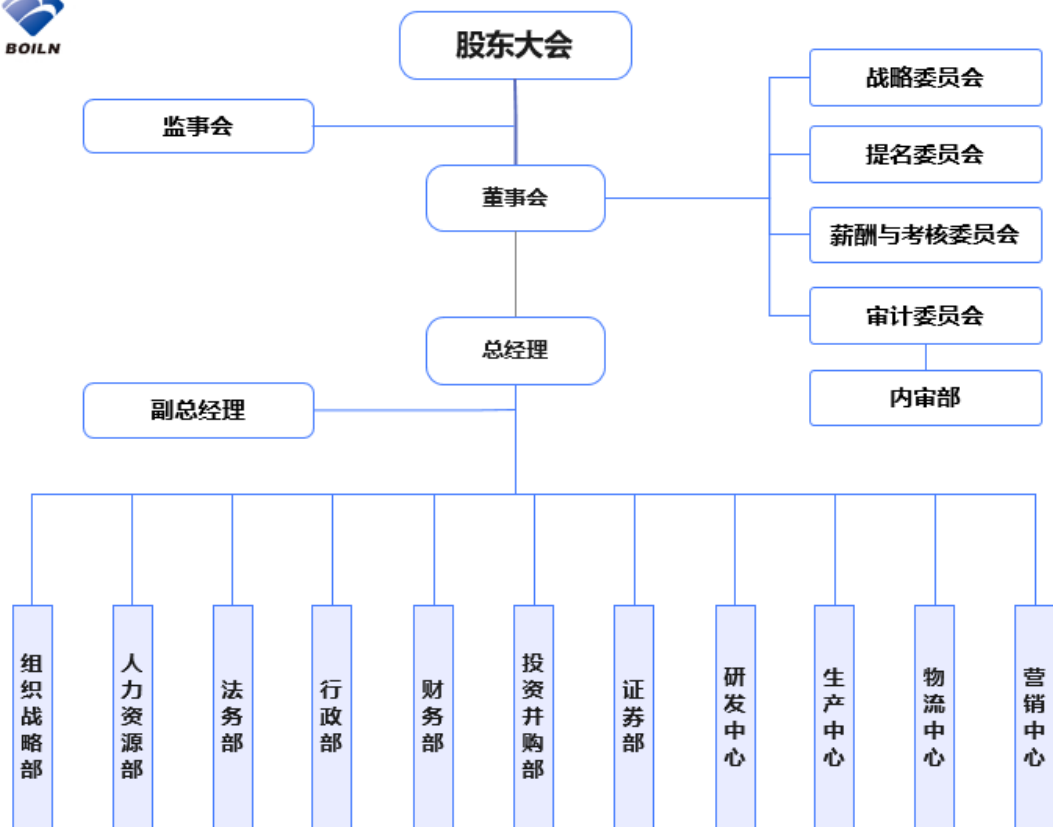 BOILN
股东大会
战略委员会
监事会
提名委员会
董事会
薪酬与考核委员会
审计委员会
总经理
副总经理
内审部
组织战略部
人力资源部
法务部
行政部
财务部
投资井购部
证券部
研发中心
生产中心
物流中心
营销中心